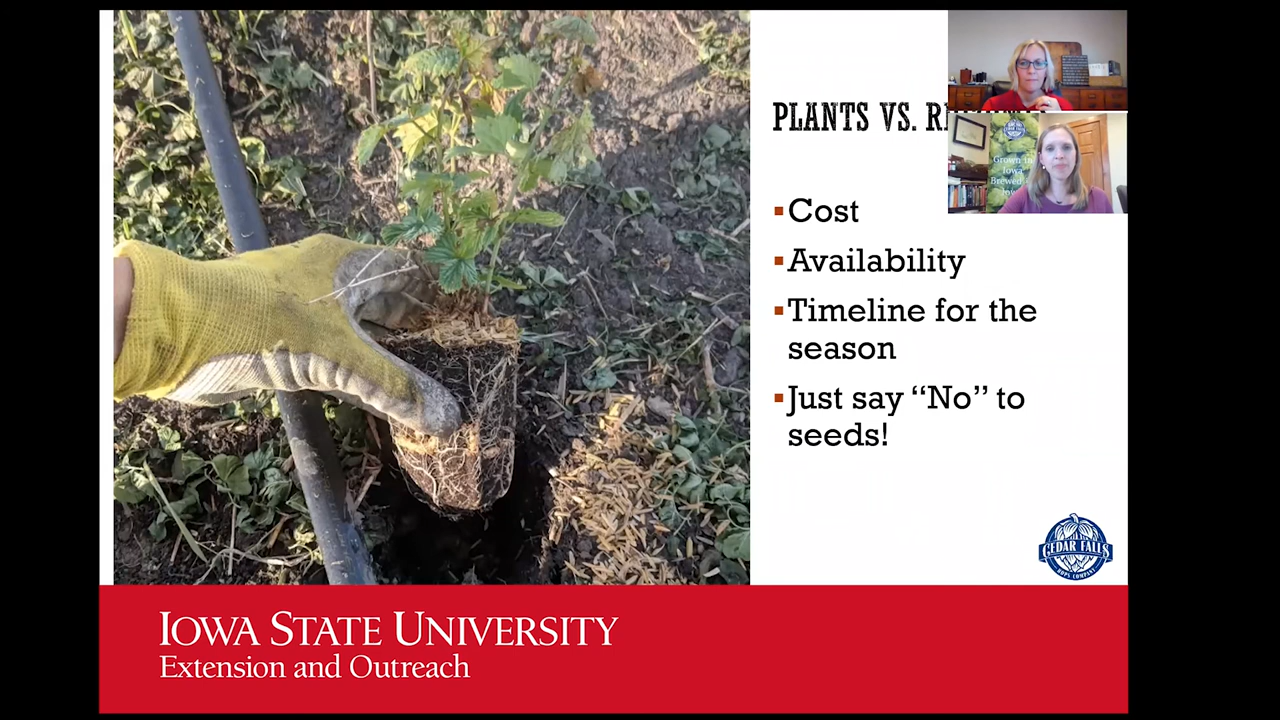 PLANTS VS.
▪Cost
▪Availability
▪Timeline for the
season
▪Just say “No” to
seeds!
Grown in
Iowa
Brewed in
CEDAR FALLS
HOPS COMPANY
IOWA STATE UNIVERSITY
Extension and Outreach